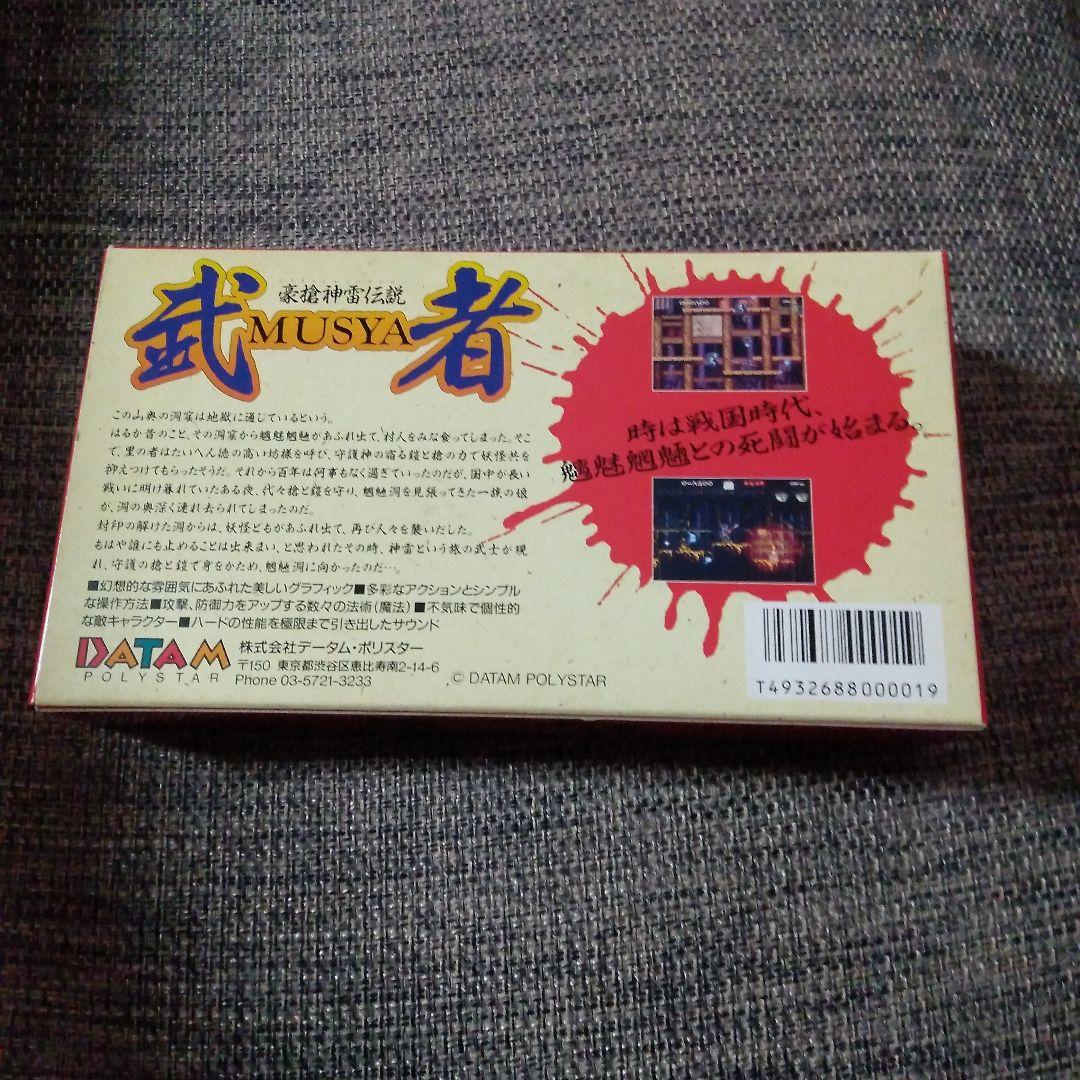 豪槍神雷伝説
武者
MUSYA
この山奥の洞窟は地獄に通じているという。
はるか昔のこと、その洞窟から魑魅魍魎があふれ出て、村人をみな食ってしまった。そこ
で、里の者はたいへん徳の高い坊様を呼び、守護神の宿る鎧と槍の力で妖怪共を
抑えつけてもらったそうだ。それから百年は何事もなく過ぎていったのだが、国中が長い
戦いに明け暮れていたある夜、代々槍と鎧を守り、魍魎洞を見張ってきた一族の娘
が、洞の奥深く連れ去られてしまったのだ。
封印の解けた洞からは、妖怪どもがあふれ出て、再び人々を襲いだした。
もはや誰にも止めることは出来まい、と思われたその時、神雷という旅の武士が現
れ、守護の槍と鎧で身をかため、魍魎洞に向かったのだ…。
■幻想的な雰囲気にあふれた美しいグラフィック■多彩なアクションとシンプル
な操作方法■攻撃、防御力をアップする数々の法術(魔法)■不気味で個性的
な敵キャラクター■ハードの性能を極限まで引き出したサウンド
DATAM
POLYSTAR
株式会社データム・ポリスター
〒150 東京都渋谷区恵比寿南2-14-6
Phone 03-5721-3233
© DATAM POLYSTAR
時は戦国時代、
魑魅魍魎との死闘が始まる。
T4932688000019